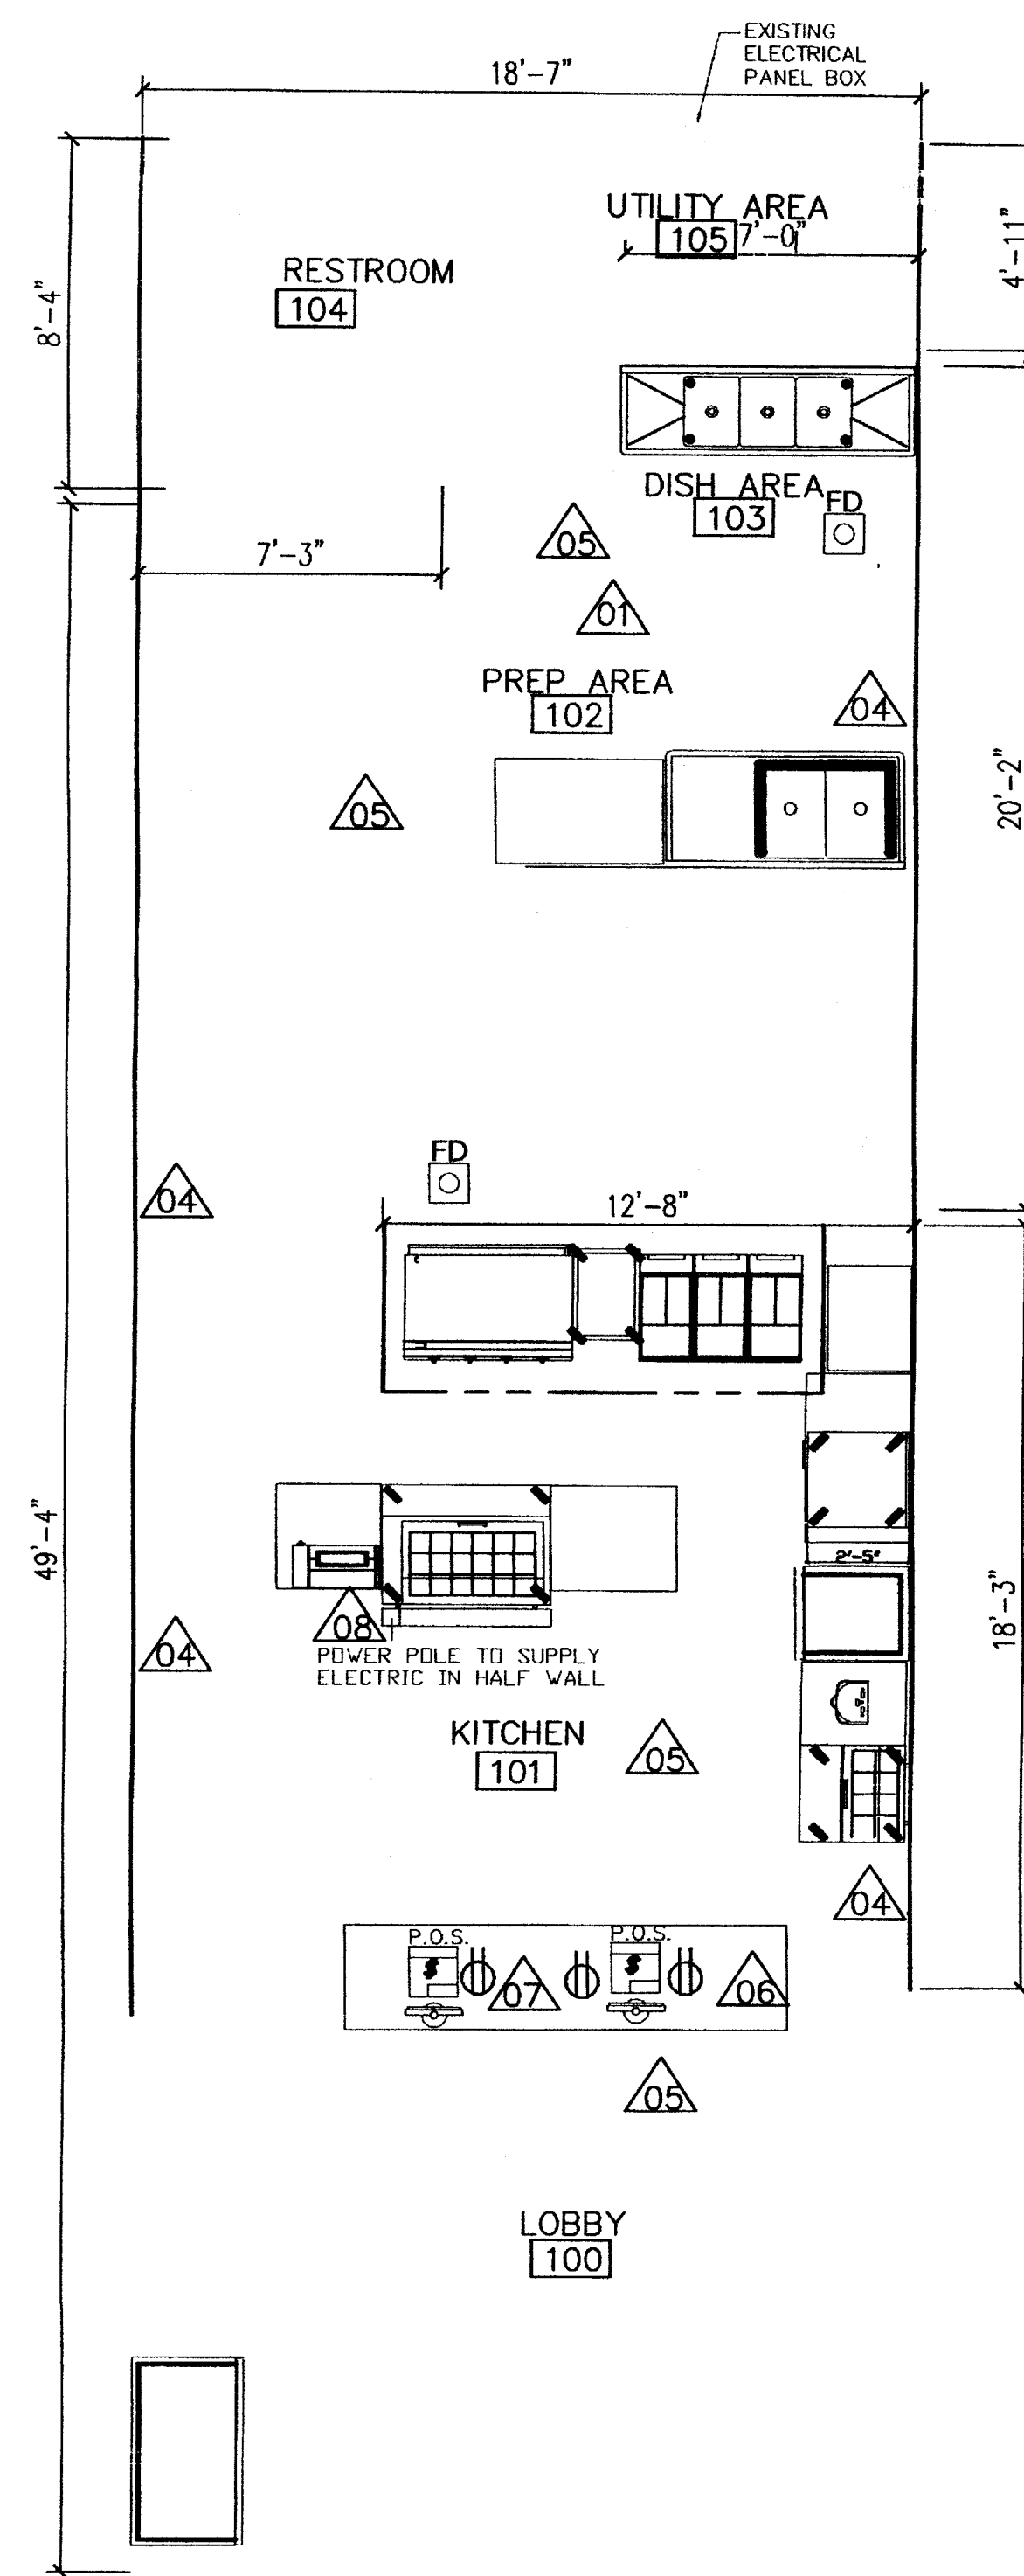 EXISTING
ELECTRICAL
PANEL BOX
18'-7"
UTILITY AREA
105
7'-0"
4'-11"
RESTROOM
104
8'-4"
DISH AREA
103
FD
05
7'-3"
01
PREP AREA
102
04
05
20'-2"
FD
04
12'-8"
49'-4"
2'-5"
18'-3"
08
04
POWER POLE TO SUPPLY
ELECTRIC IN HALF WALL
KITCHEN
101
05
04
P.O.S.
P.O.S.
$
$
07
06
05
LOBBY
100